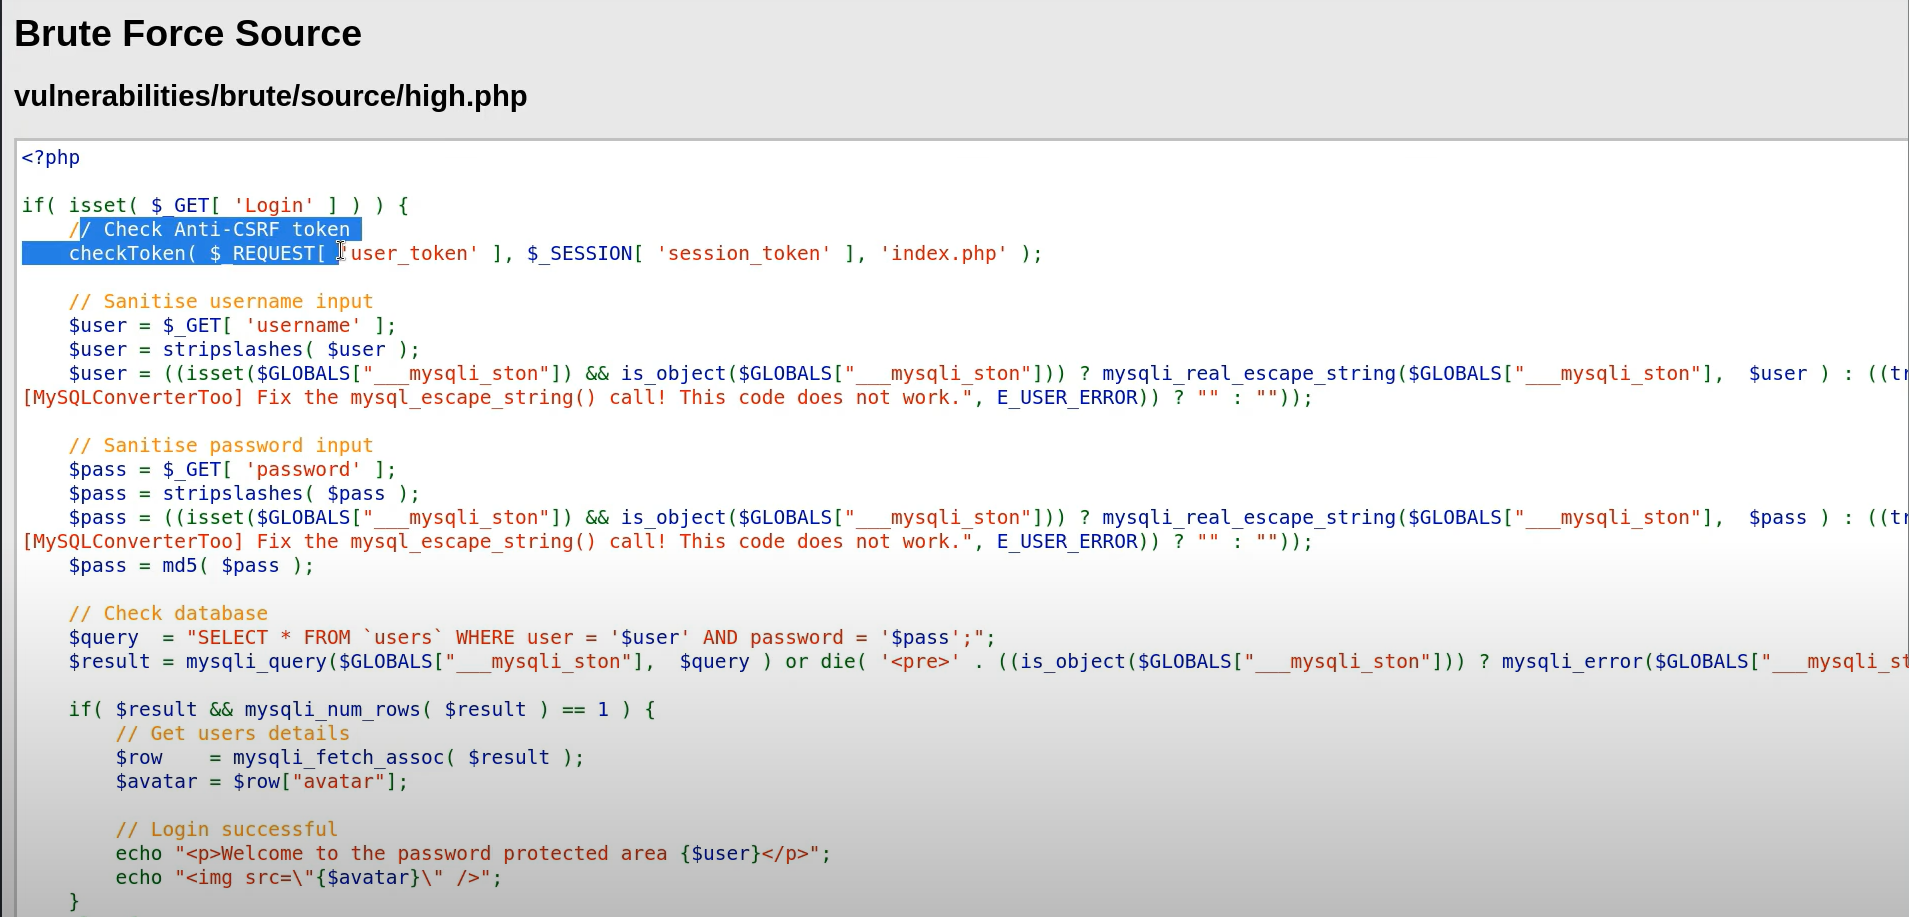 Brute Force Source
vulnerabilities/brute/source/high.php
<?php
if( isset( $_GET[ 'Login' ] ) ) {
    // Check Anti-CSRF token
    checkToken( $_REQUEST[ 'user_token' ], $_SESSION[ 'session_token' ], 'index.php' );
    // Sanitise username input
    $user = $_GET[ 'username' ];
    $user = stripslashes( $user );
    $user = ((isset($GLOBALS["___mysqli_ston"]) && is_object($GLOBALS["___mysqli_ston"])) ? mysqli_real_escape_string($GLOBALS["___mysqli_ston"],  $user ) : ((tr
[MySQLConverterToo] Fix the mysql_escape_string() call! This code does not work.", E_USER_ERROR)) ? "" : ""));
    // Sanitise password input
    $pass = $_GET[ 'password' ];
    $pass = stripslashes( $pass );
    $pass = ((isset($GLOBALS["___mysqli_ston"]) && is_object($GLOBALS["___mysqli_ston"])) ? mysqli_real_escape_string($GLOBALS["___mysqli_ston"],  $pass ) : ((tr
[MySQLConverterToo] Fix the mysql_escape_string() call! This code does not work.", E_USER_ERROR)) ? "" : ""));
    $pass = md5( $pass );
    // Check database
    $query  = "SELECT * FROM `users` WHERE user = '$user' AND password = '$pass';";
    $result = mysqli_query($GLOBALS["___mysqli_ston"],  $query ) or die( '<pre>' . ((is_object($GLOBALS["___mysqli_ston"])) ? mysqli_error($GLOBALS["___mysqli_st
    if( $result && mysqli_num_rows( $result ) == 1 ) {
        // Get users details
        $row    = mysqli_fetch_assoc( $result );
        $avatar = $row["avatar"];
        // Login successful
        echo "<p>Welcome to the password protected area {$user}</p>";
        echo "<img src=\"{$avatar}\" />";
    }